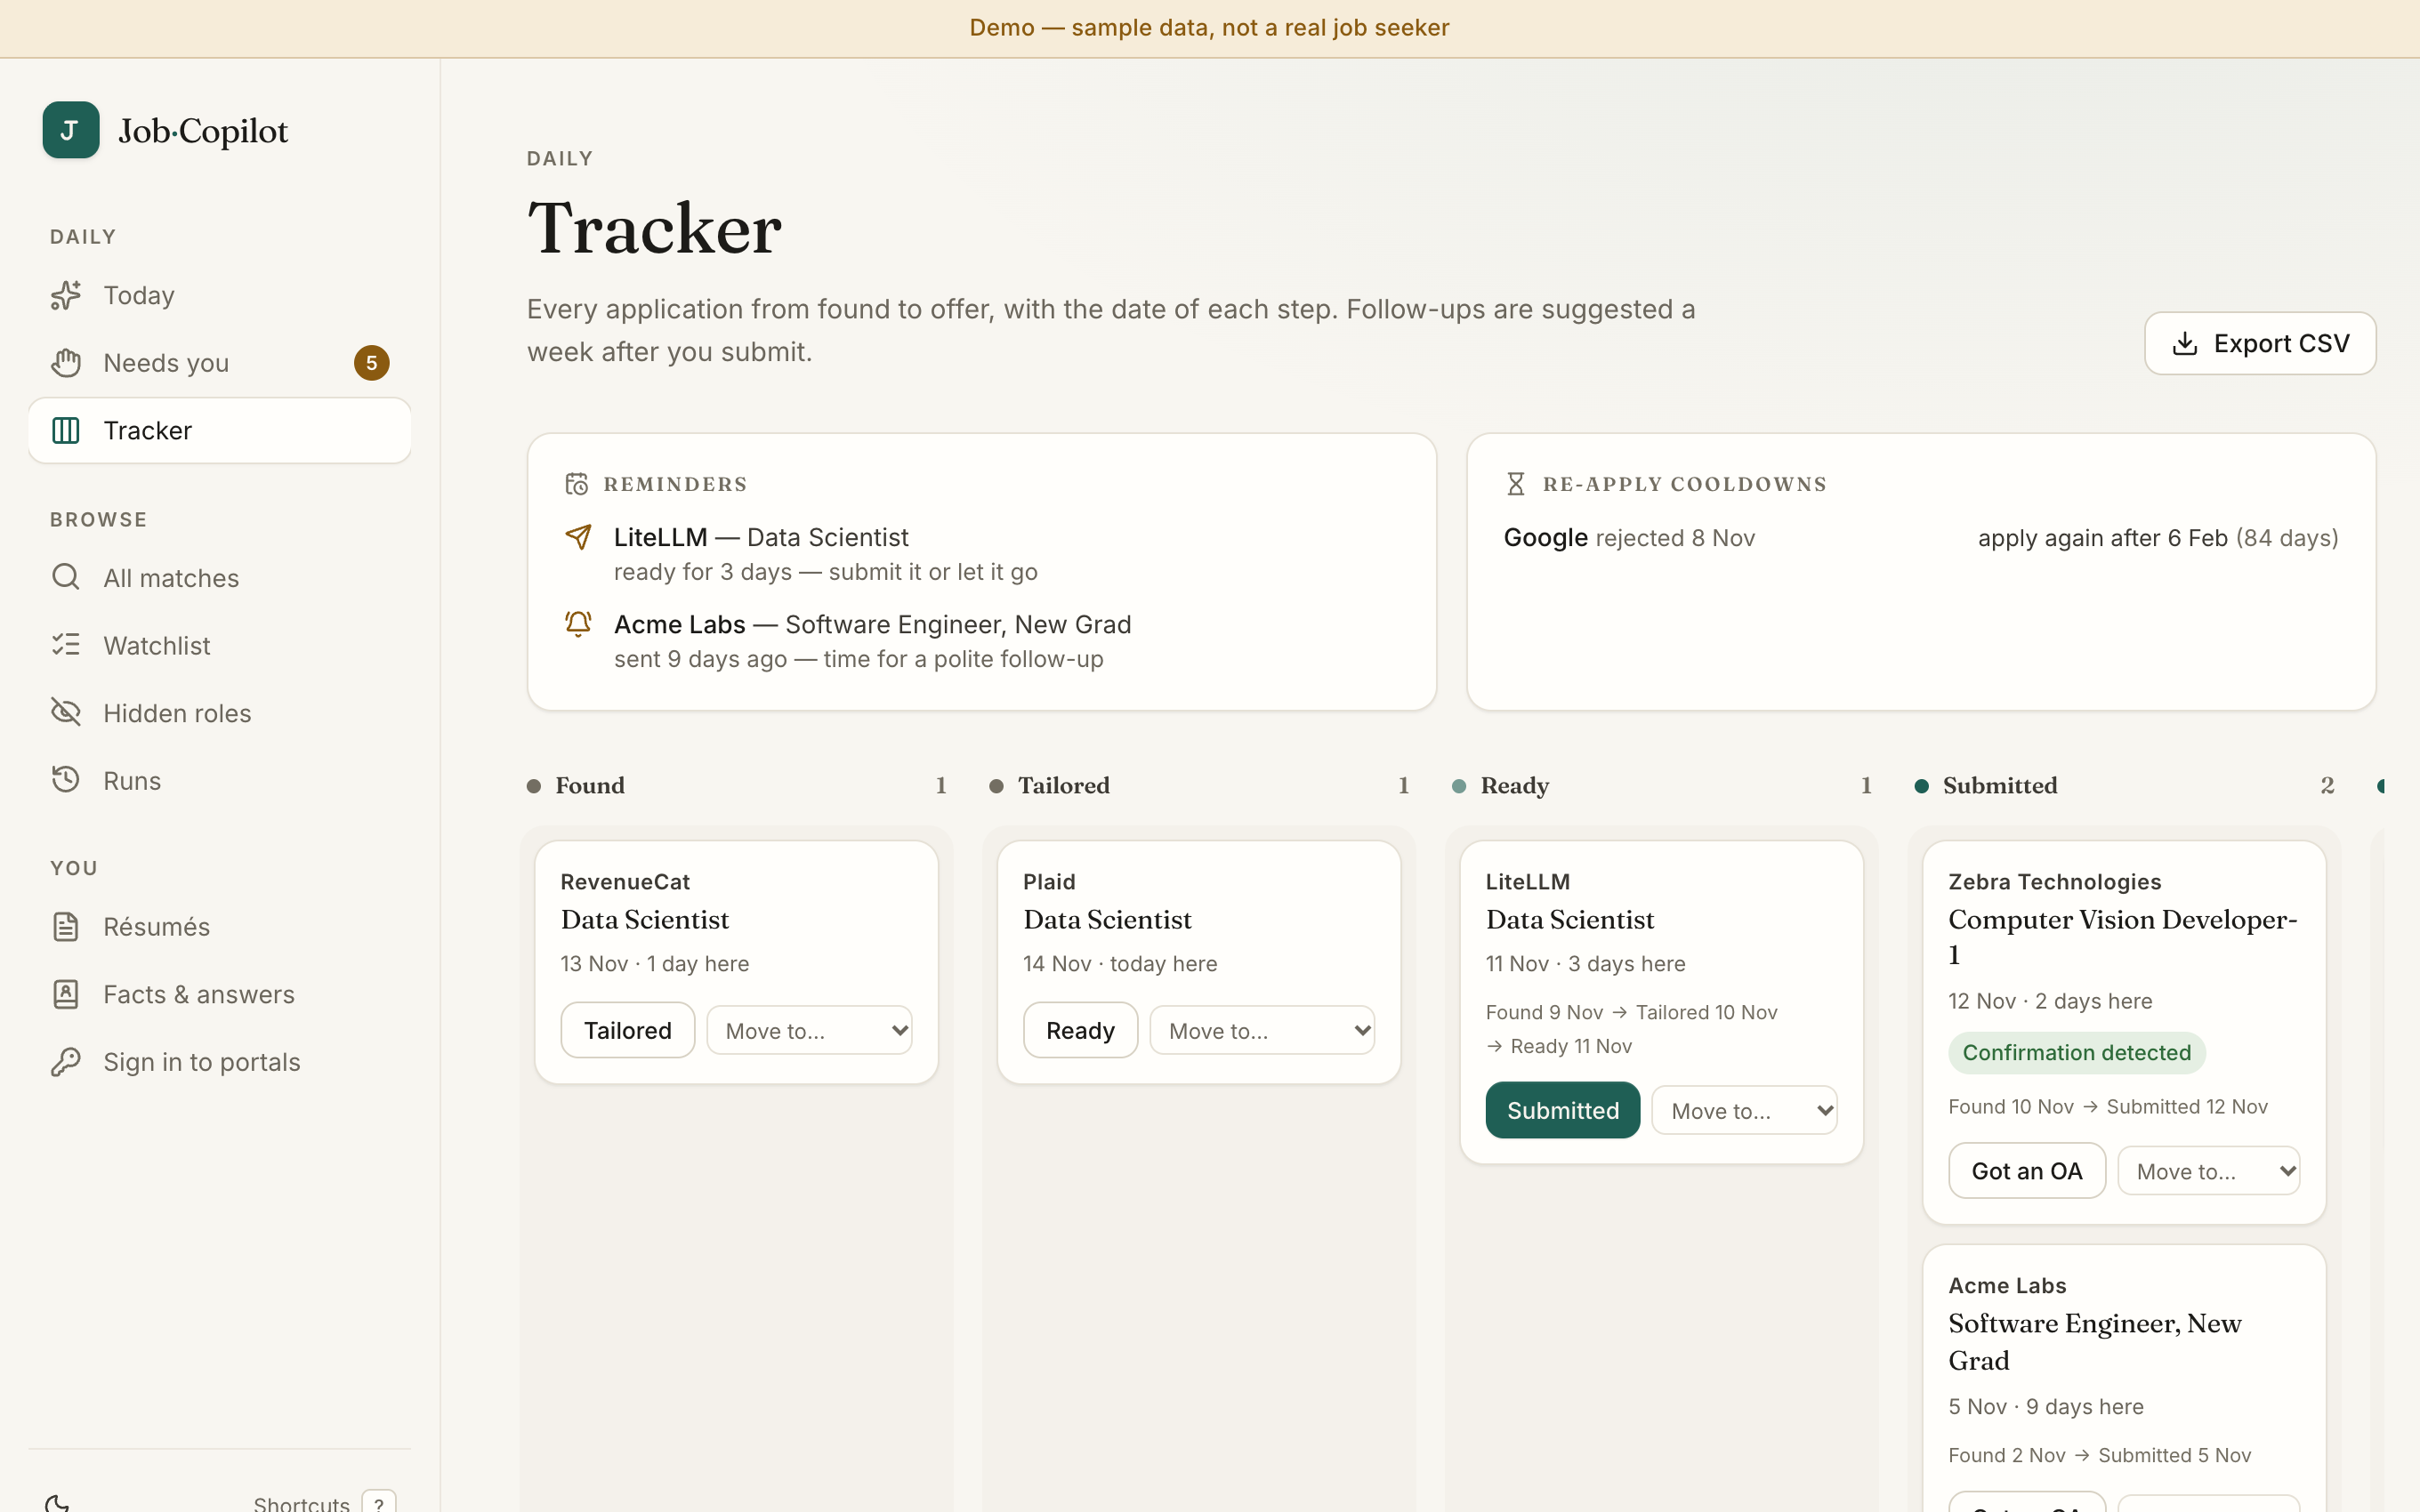 Demo — sample data, not a real job seeker
J
Job·Copilot
DAILY
Today
Needs you
5
Tracker
BROWSE
All matches
Watchlist
Hidden roles
Runs
YOU
Résumés
Facts & answers
Sign in to portals
Shortcuts ?
DAILY
Tracker
Every application from found to offer, with the date of each step. Follow-ups are suggested a
week after you submit.
Export CSV
REMINDERS
LiteLLM — Data Scientist
ready for 3 days — submit it or let it go
Acme Labs — Software Engineer, New Grad
sent 9 days ago — time for a polite follow-up
RE-APPLY COOLDOWNS
Google rejected 8 Nov
apply again after 6 Feb (84 days)
Found 1
RevenueCat
Data Scientist
13 Nov · 1 day here
Tailored
Move to...
Tailored 1
Plaid
Data Scientist
14 Nov · today here
Ready
Move to...
Ready 1
LiteLLM
Data Scientist
11 Nov · 3 days here
Found 9 Nov → Tailored 10 Nov
→ Ready 11 Nov
Submitted
Move to...
Submitted 2
Zebra Technologies
Computer Vision Developer-
1
12 Nov · 2 days here
Confirmation detected
Found 10 Nov → Submitted 12 Nov
Got an OA
Move to...
Acme Labs
Software Engineer, New
Grad
5 Nov · 9 days here
Found 2 Nov → Submitted 5 Nov